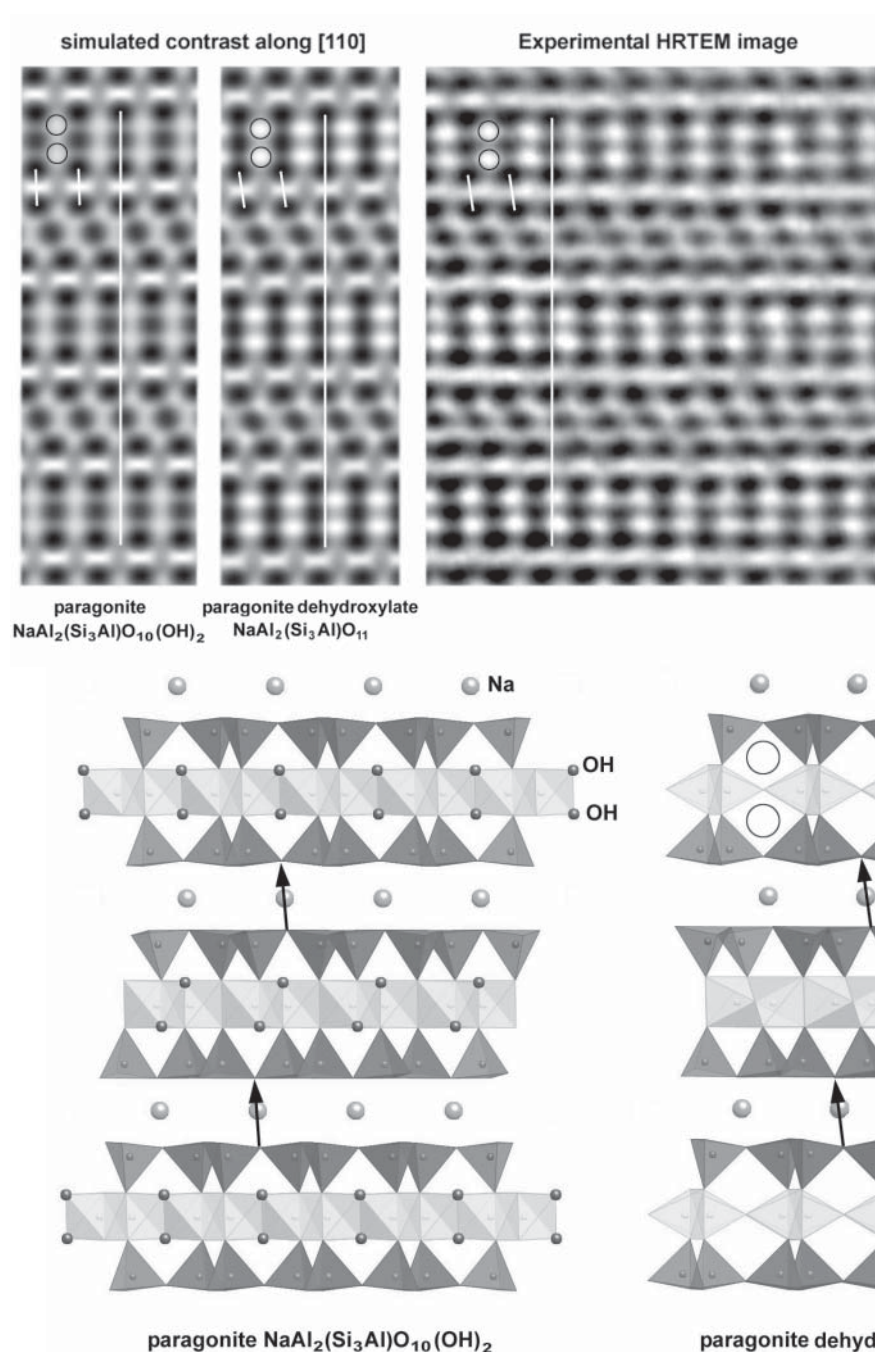 simulated contrast along [110]
Experimental HRTEM image
paragonite
NaAl₂(Si₃Al)O₁₀(OH)₂
paragonite dehydroxylate
NaAl₂(Si₃Al)O₁₁
Na
OH
OH
paragonite NaAl₂(Si₃Al)O₁₀(OH)₂
paragonite dehyd